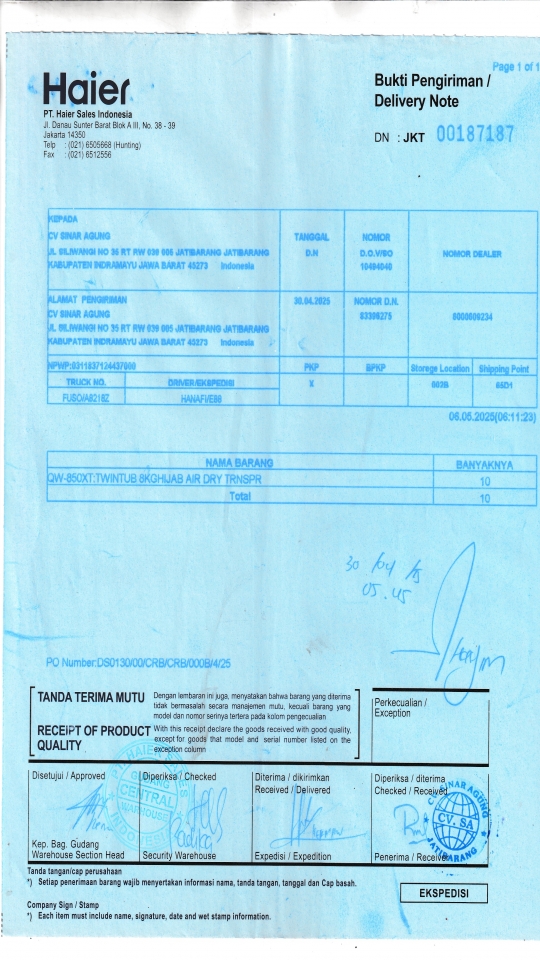 Page 1 of 1
Haier
Bukti Pengiriman /
Delivery Note
PT. Haier Sales Indonesia
Jl. Danau Sunter Barat Blok A III, No. 38 - 39
Jakarta 14350
Telp : (021) 6505668 (Hunting)
Fax : (021) 6512556
DN : JKT 00187187
KEPADA
CV SINAR AGUNG
JL SILIWANGI NO 35 RT RW 039 005 JATIBARANG JATIBARANG
KABUPATEN INDRAMAYU JAWA BARAT 45273 Indonesia
TANGGAL
D.N
NOMOR
D.O.V/SO
10494040
NOMOR DEALER
ALAMAT PENGIRIMAN
CV SINAR AGUNG
JL SILIWANGI NO 35 RT RW 039 005 JATIBARANG JATIBARANG
KABUPATEN INDRAMAYU JAWA BARAT 45273 Indonesia
30.04.2025
NOMOR D.N.
83390275
NPWP:0311837124437000
PKP
BPKP
Storege Location
Shipping Point
TRUCK NO.
DRIVER/EKSPEDISI
X
002B
65D1
FUSO/A8218Z
HANAFI/E88
06.05.2025(06:11:23)
NAMA BARANG
BANYAKNYA
QW-850XT:TWINTUB 8KGHIJAB AIR DRY TRNSPR
10
Total
10
30 /04 /25
05.45
PO Number:DS0130/00/CRB/CRB/000B/4/25
TANDA TERIMA MUTU
Dengan lembaran ini juga, menyatakan bahwa barang yang diterima
tidak bermasalah secara manajemen mutu, kecuali barang yang
model dan nomor serinya tertera pada kolom pengecualian
RECEIPT OF PRODUCT
QUALITY
With this receipt declare the goods received with good quality,
except for goods that model and serial number listed on the
exception column
Perkecualian /
Exception
Disetujui / Approved
Diperiksa / Checked
Diterima / dikirimkan
Received / Delivered
Diperiksa / diterima
Checked / Received
PT. HAIER SALES
GUDANG
CENTRAL
WAREHOUSE
INDONESIA
CV. SINAR AGUNG
CV. SA
JATIBARANG
Kep. Bag. Gudang
Warehouse Section Head
Security Warehouse
Expedisi / Expedition
Penerima / Receiver
Tanda tangan/cap perusahaan
*) Setiap penerimaan barang wajib menyertakan informasi nama, tanda tangan, tanggal dan Cap basah.
EKSPEDISI
Company Sign / Stamp
*) Each item must include name, signature, date and wet stamp information.